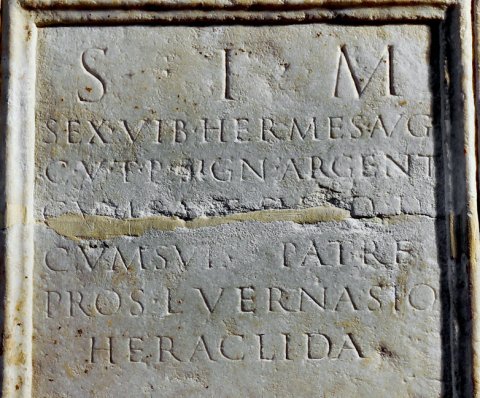 S I M
SEX·VIB·HERMES·AVG
C·V·T·P·SIGN·ARGENT
CVM SVI PATRE
PROS·L VERNASIO
HERACLIDA